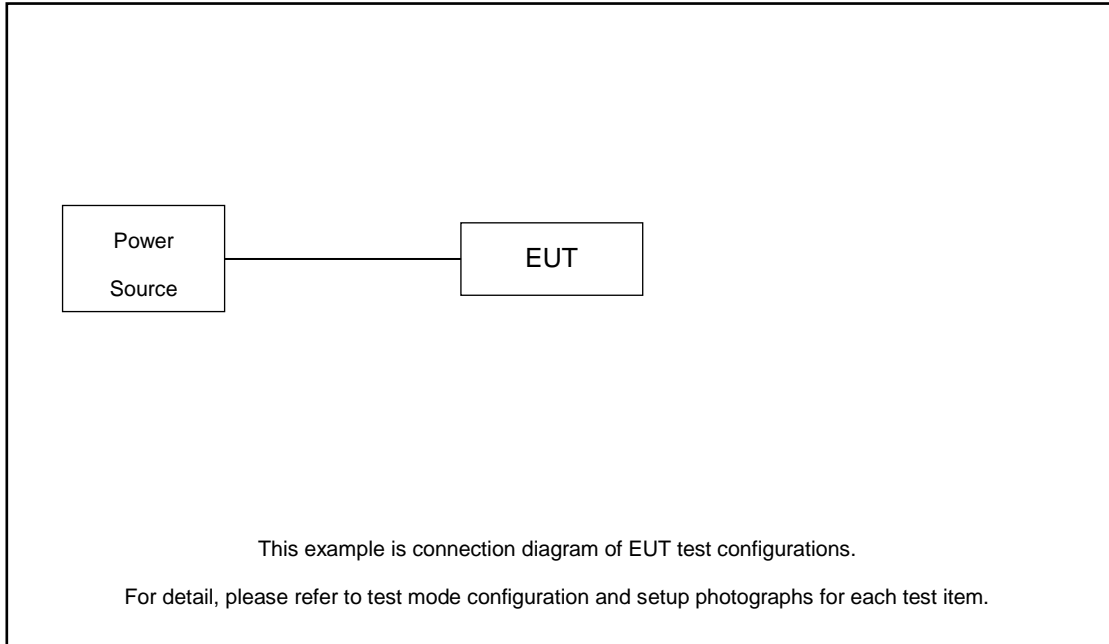 Power
Source
EUT
This example is connection diagram of EUT test configurations.
For detail, please refer to test mode configuration and setup photographs for each test item.